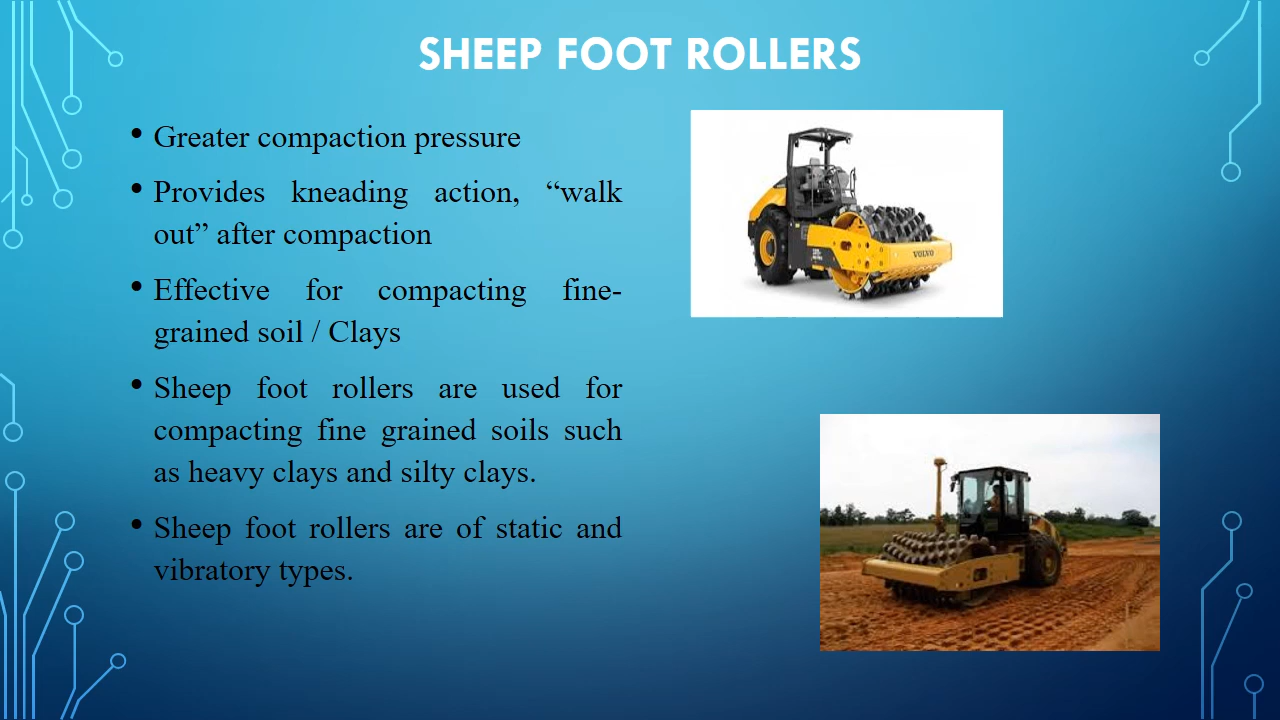 SHEEP FOOT ROLLERS
• Greater compaction pressure
• Provides kneading action, “walk
out” after compaction
• Effective for compacting fine-
grained soil / Clays
• Sheep foot rollers are used for
compacting fine grained soils such
as heavy clays and silty clays.
• Sheep foot rollers are of static and
vibratory types.
VOLVO